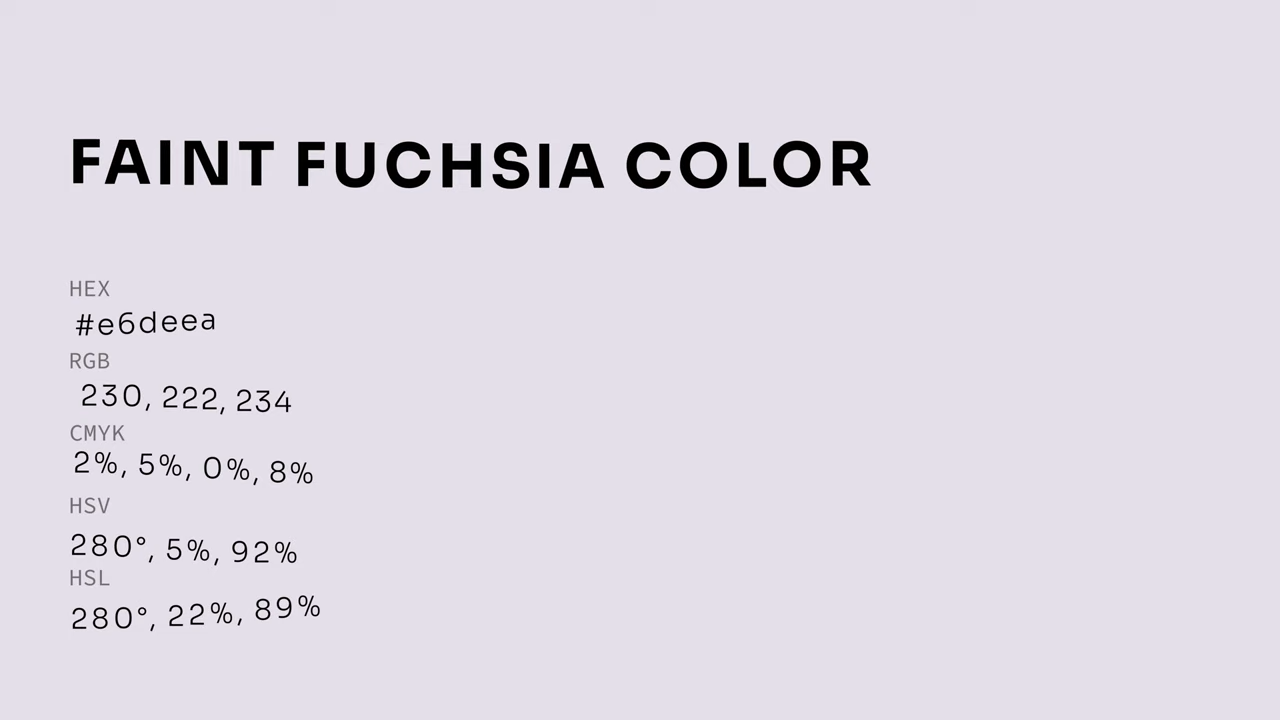 FAINT FUCHSIA COLOR
HEX
#e6deea
RGB
230, 222, 234
CMYK
2%, 5%, 0%, 8%
HSV
280°, 5%, 92%
HSL
280°, 22%, 89%